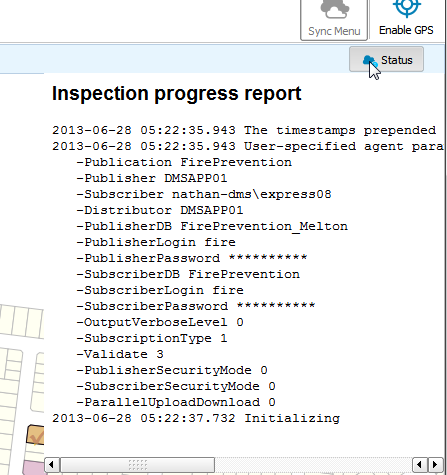 Sync Menu
Enable GPS
Status
Inspection progress report
2013-06-28 05:22:35.943 The timestamps prepended
2013-06-28 05:22:35.943 User-specified agent para
-Publication FirePrevention
-Publisher DMSAPP01
-Subscriber nathan-dms\express08
-Distributor DMSAPP01
-PublisherDB FirePrevention_Melton
-PublisherLogin fire
-PublisherPassword **********
-SubscriberDB FirePrevention
-SubscriberLogin fire
-SubscriberPassword **********
-OutputVerboseLevel 0
-SubscriptionType 1
-Validate 3
-PublisherSecurityMode 0
-SubscriberSecurityMode 0
-ParallelUploadDownload 0
2013-06-28 05:22:37.732 Initializing